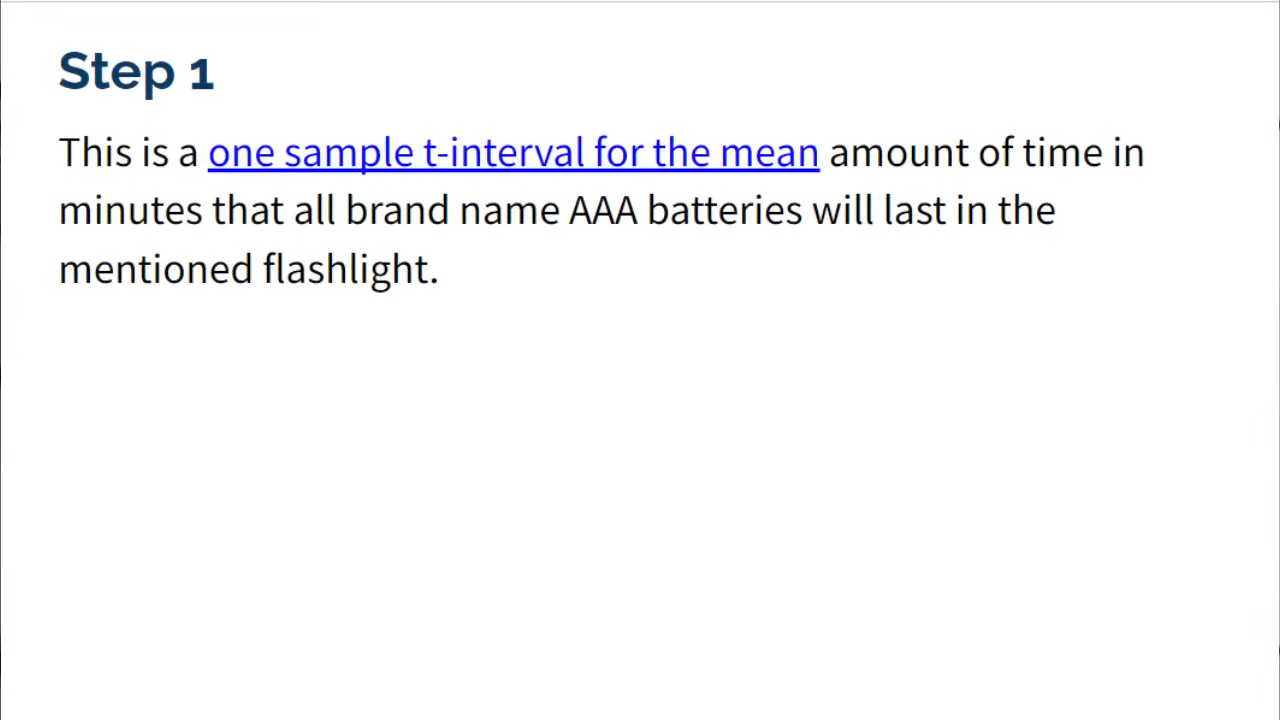 Step 1
This is a one sample t-interval for the mean amount of time in
minutes that all brand name AAA batteries will last in the
mentioned flashlight.